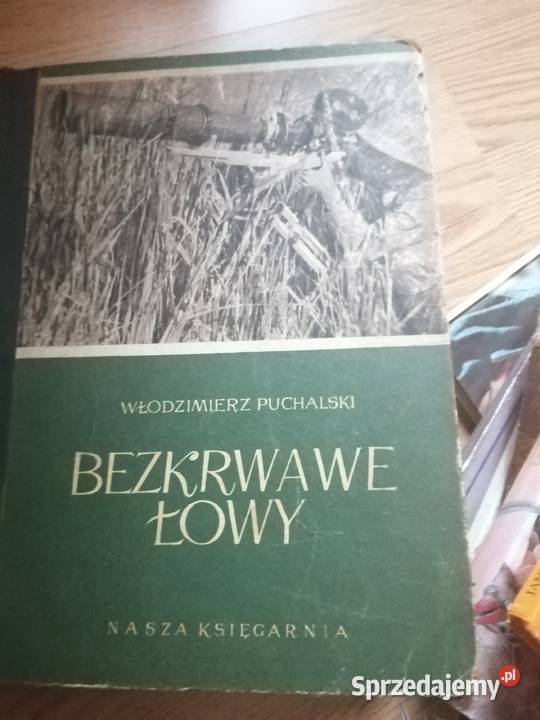 WŁODZIMIERZ PUCHALSKI
BEZKRWAWE
ŁOWY
NASZA KSIĘGARNIA
Sprzedajemy.pl